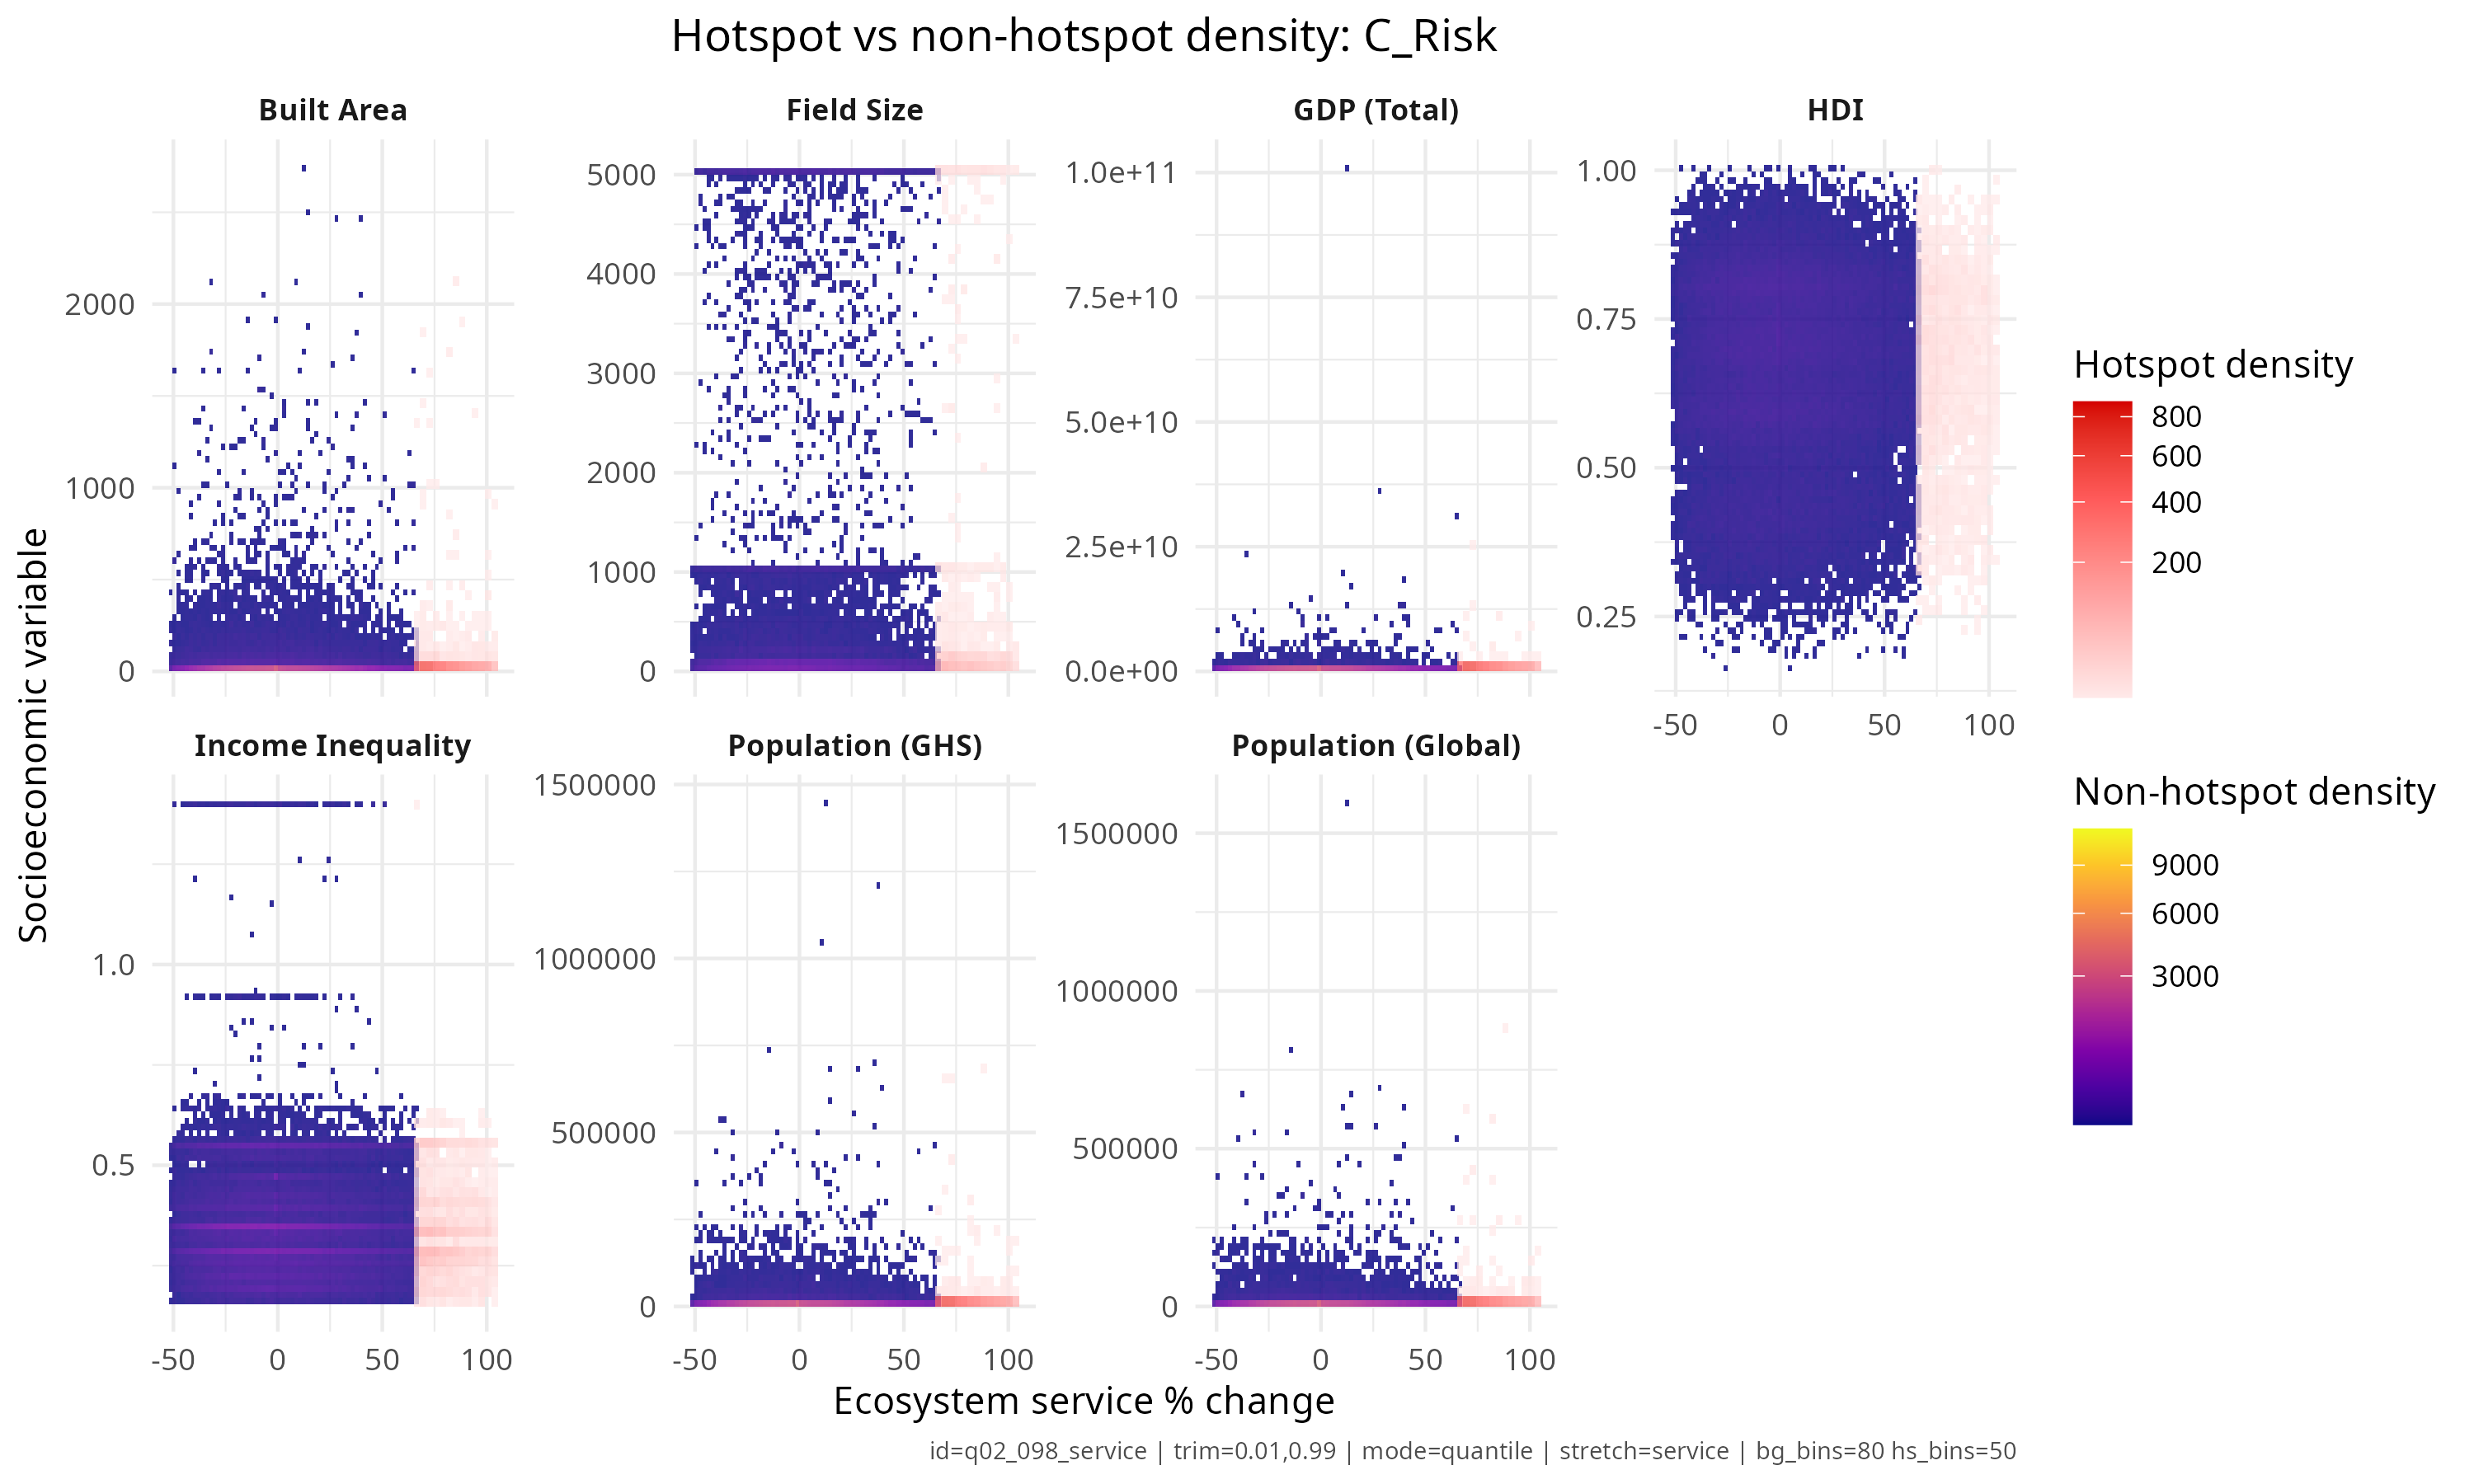 Hotspot vs non-hotspot density: C_Risk
Built Area
Field Size
GDP (Total)
HDI
2000
1000
0
5000
4000
3000
2000
1000
0
1.0e+11
7.5e+10
5.0e+10
2.5e+10
0.0e+00
1.00
0.75
0.50
0.25
-50 0 50 100
Socioeconomic variable
Income Inequality
Population (GHS)
Population (Global)
1.0
0.5
1500000
1000000
500000
0
1500000
1000000
500000
0
-50 0 50 100
-50 0 50 100
-50 0 50 100
Ecosystem service % change
Hotspot density
800
600
400
200
Non-hotspot density
9000
6000
3000
id=q02_098_service | trim=0.01,0.99 | mode=quantile | stretch=service | bg_bins=80 hs_bins=50